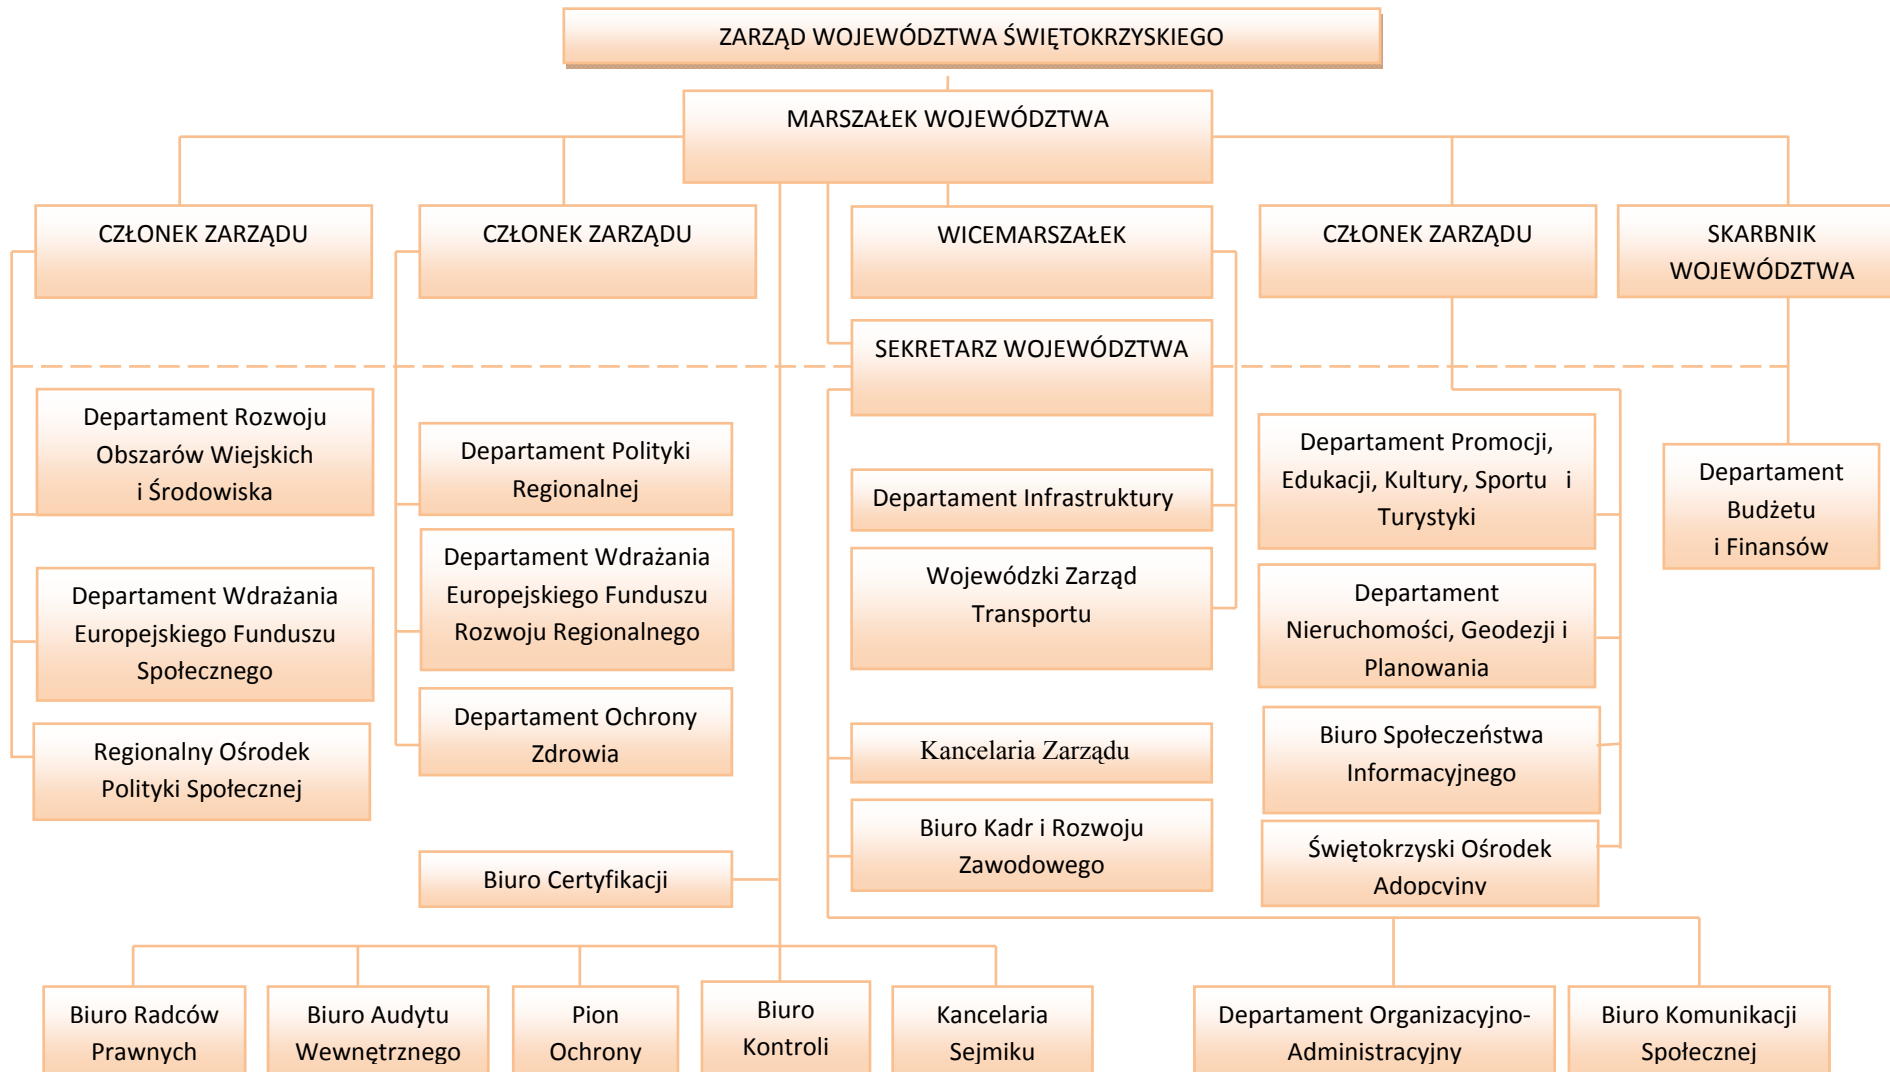 ZARZĄD WOJEWÓDZTWA ŚWIĘTOKRZYSKIEGO
MARSZAŁEK WOJEWÓDZTWA
CZŁONEK ZARZĄDU
CZŁONEK ZARZĄDU
WICEMARSZAŁEK
CZŁONEK ZARZĄDU
SKARBNIK
WOJEWÓDZTWA
SEKRETARZ WOJEWÓDZTWA
Departament Rozwoju
Obszarów Wiejskich
i Środowiska
Departament Polityki
Regionalnej
Departament Infrastruktury
Departament Promocji,
Edukacji, Kultury, Sportu i
Turystyki
Departament
Budżetu
i Finansów
Departament Wdrażania
Europejskiego Funduszu
Społecznego
Departament Wdrażania
Europejskiego Funduszu
Rozwoju Regionalnego
Wojewódzki Zarząd
Transportu
Departament
Nieruchomości, Geodezji i
Planowania
Regionalny Ośrodek
Polityki Społecznej
Departament Ochrony
Zdrowia
Kancelaria Zarządu
Biuro Społeczeństwa
Informacyjnego
Biuro Certyfikacji
Biuro Kadr i Rozwoju
Zawodowego
Świętokrzyski Ośrodek
Adopcyjny
Biuro Radców
Prawnych
Biuro Audytu
Wewnętrznego
Pion
Ochrony
Biuro
Kontroli
Kancelaria
Sejmiku
Departament Organizacyjno-
Administracyjny
Biuro Komunikacji
Społecznej